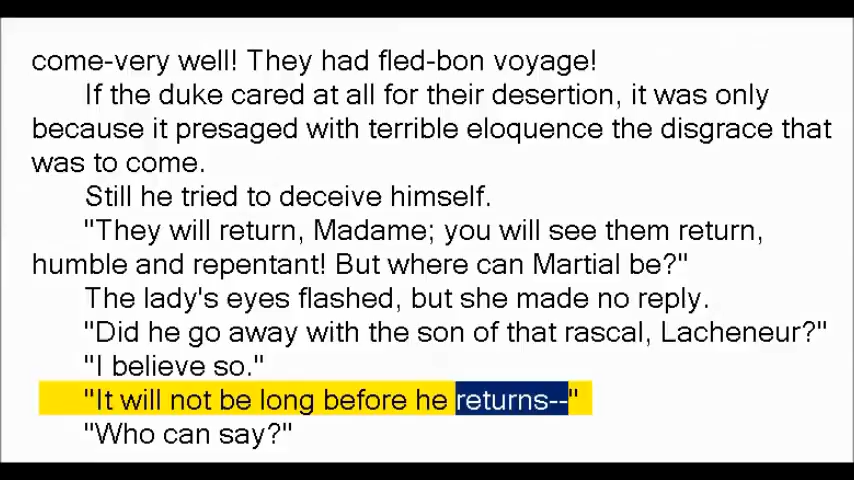 come-very well! They had fled-bon voyage!
If the duke cared at all for their desertion, it was only
because it presaged with terrible eloquence the disgrace that
was to come.
Still he tried to deceive himself.
"They will return, Madame; you will see them return,
humble and repentant! But where can Martial be?"
The lady's eyes flashed, but she made no reply.
"Did he go away with the son of that rascal, Lacheneur?"
"I believe so."
"It will not be long before he returns--"
"Who can say?"